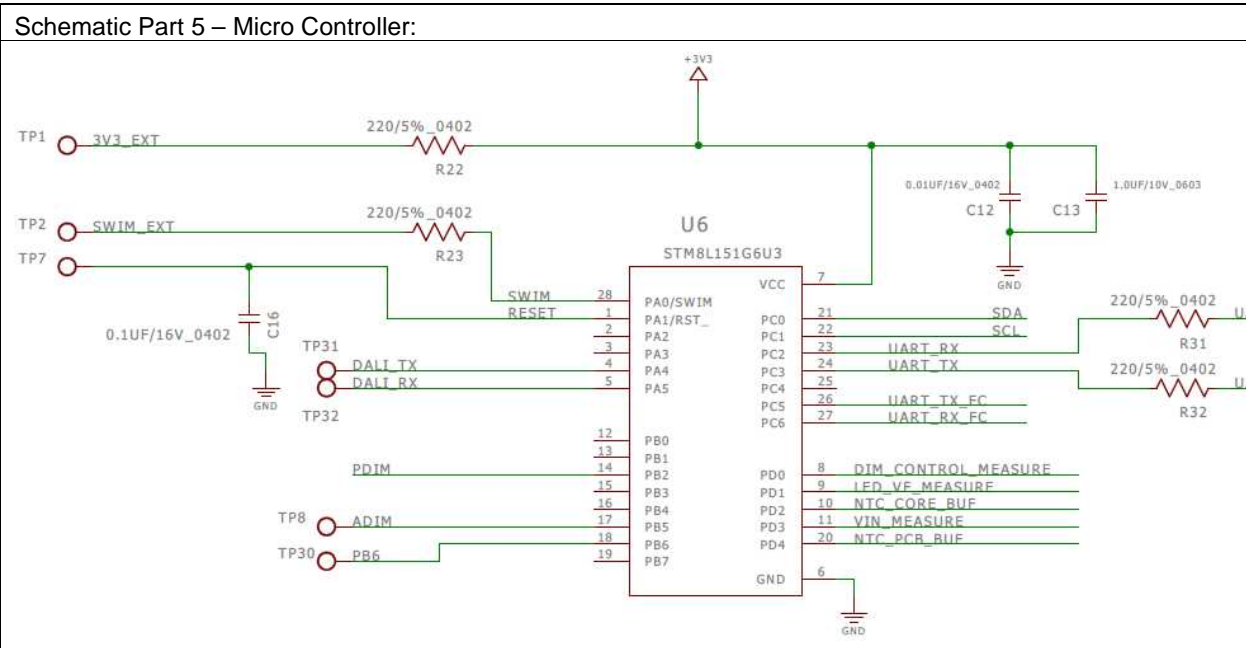 Schematic Part 5 – Micro Controller:
+3V3
TP1 3V3_EXT 220/5%_0402
R22
0.01UF/16V_0402 1.0UF/10V_0603
C12 C13
GND
TP2 SWIM_EXT 220/5%_0402
R23
TP7
0.1UF/16V_0402 C16
GND
U6
STM8L151G6U3
VCC 7
SWIM 28 PA0/SWIM
RESET 1 PA1/RST_
2 PA2
3 PA3
TP31 DALI_TX 4 PA4
TP32 DALI_RX 5 PA5
12 PB0
13 PB1
PDIM 14 PB2
15 PB3
16 PB4
TP8 ADIM 17 PB5
TP30 PB6 18 PB6
19 PB7
PC0 21 SDA
PC1 22 SCL
PC2 23 UART_RX 220/5%_0402
R31
PC3 24 UART_TX 220/5%_0402
R32
PC4 25
PC5 26 UART_TX_FC
PC6 27 UART_RX_FC
PD0 8 DIM_CONTROL_MEASURE
PD1 9 LED_VF_MEASURE
PD2 10 NTC_CORE_BUF
PD3 11 VIN_MEASURE
PD4 20 NTC_PCB_BUF
GND 6
GND